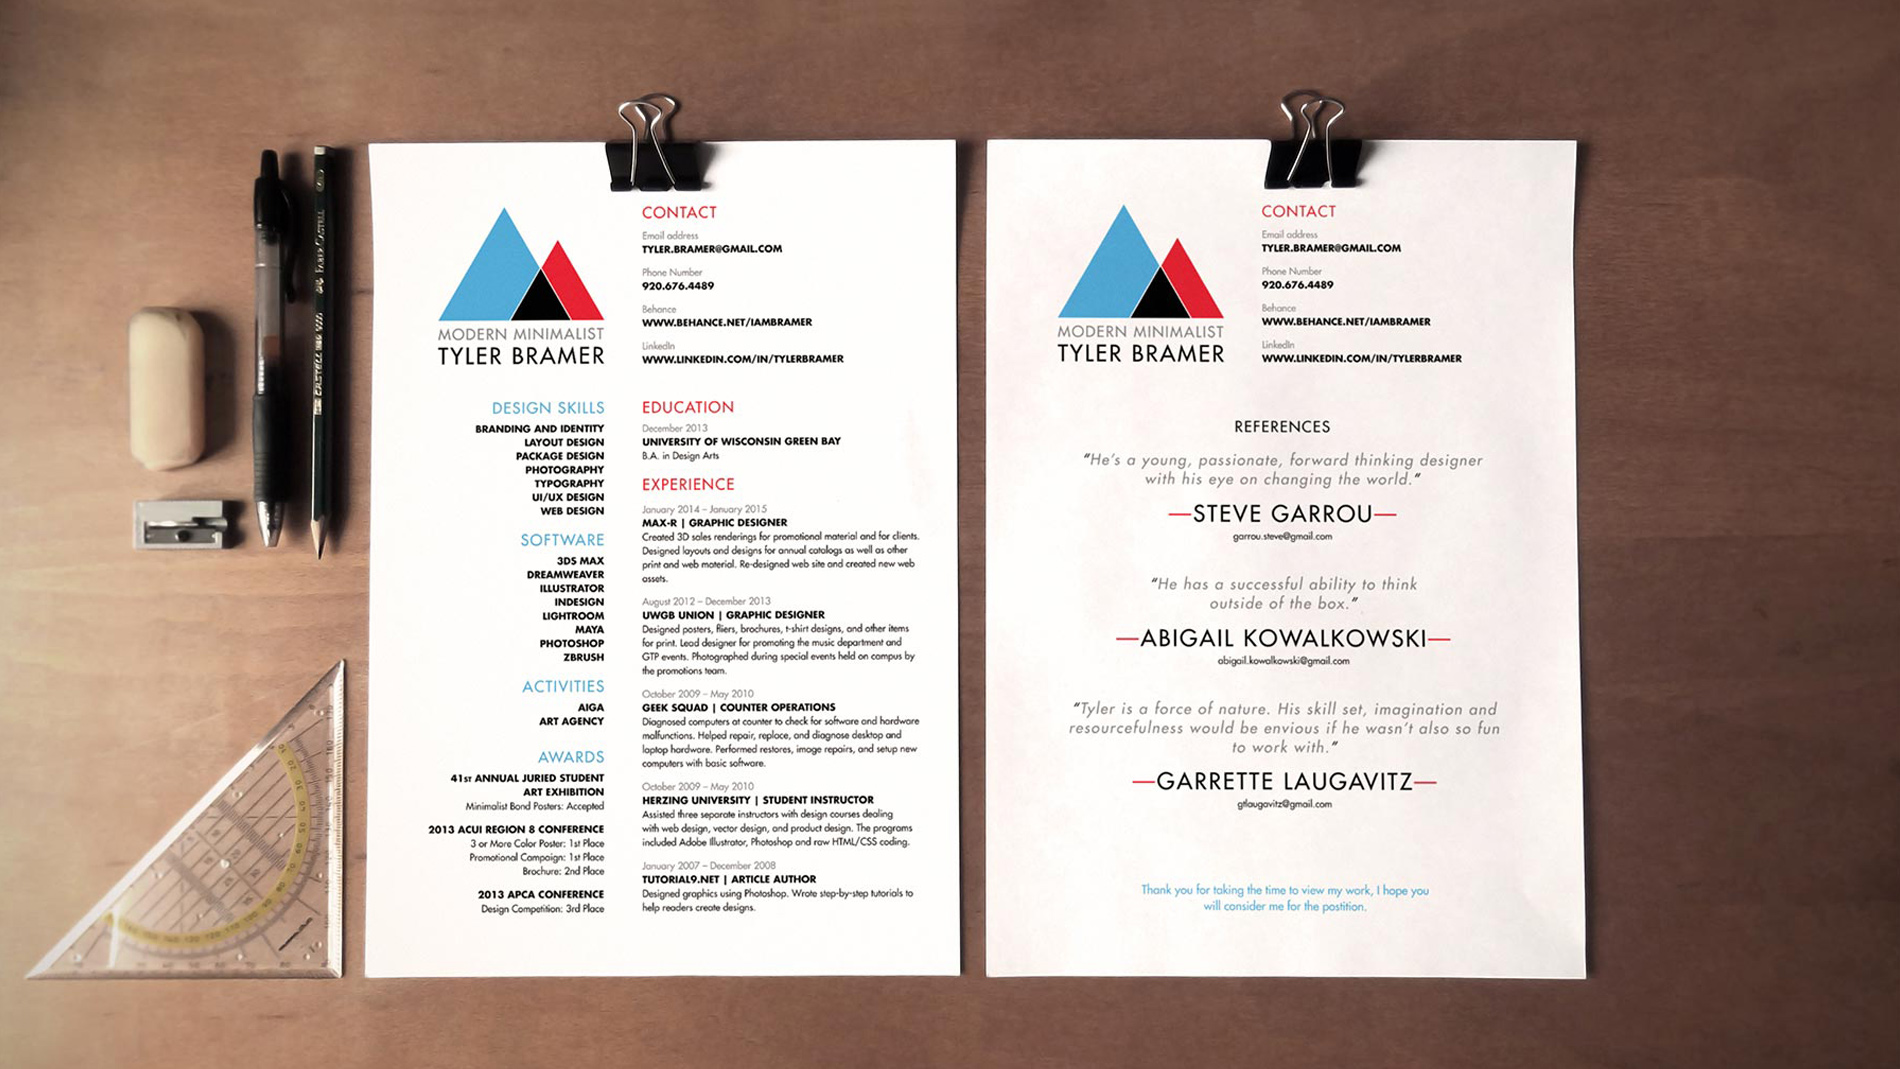 MODERN MINIMALIST
TYLER BRAMER
CONTACT
Email address
TYLER.BRAMER@GMAIL.COM
Phone Number
920.676.4489
Behance
WWW.BEHANCE.NET/IAMBRAMER
LinkedIn
WWW.LINKEDIN.COM/IN/TYLERBRAMER
DESIGN SKILLS
BRANDING AND IDENTITY
LAYOUT DESIGN
PACKAGE DESIGN
PHOTOGRAPHY
TYPOGRAPHY
UI/UX DESIGN
WEB DESIGN
SOFTWARE
3DS MAX
DREAMWEAVER
ILLUSTRATOR
INDESIGN
LIGHTROOM
MAYA
PHOTOSHOP
ZBRUSH
ACTIVITIES
AIGA
ART AGENCY
AWARDS
41ST ANNUAL JURIED STUDENT
ART EXHIBITION
Minimalist Bond Posters: Accepted
2013 ACUI REGION 8 CONFERENCE
3 or More Color Poster: 1st Place
Promotional Campaign: 1st Place
Brochure: 2nd Place
2013 APCA CONFERENCE
Design Competition: 3rd Place
EDUCATION
December 2013
UNIVERSITY OF WISCONSIN GREEN BAY
B.A. in Design Arts
EXPERIENCE
January 2014 – January 2015
MAX-R | GRAPHIC DESIGNER
Created 3D sales renderings for promotional material and for clients.
Designed layouts and designs for annual catalogs as well as other
print and web material. Re-designed web site and created new web
assets.
August 2012 – December 2013
UWGB UNION | GRAPHIC DESIGNER
Designed posters, fliers, brochures, t-shirt designs, and other items
for print. Lead designer for promoting the music department and
GTP events. Photographed during special events held on campus by
the promotions team.
October 2009 – May 2010
GEEK SQUAD | COUNTER OPERATIONS
Diagnosed computers at counter to check for software and hardware
malfunctions. Helped repair, replace, and diagnose desktop and
laptop hardware. Performed restores, image repairs, and setup new
computers with basic software.
October 2009 – May 2010
HERZING UNIVERSITY | STUDENT INSTRUCTOR
Assisted three separate instructors with design courses dealing
with web design, vector design, and product design. The programs
included Adobe Illustrator, Photoshop and raw HTML/CSS coding.
January 2007 – December 2008
TUTORIAL9.NET | ARTICLE AUTHOR
Designed graphics using Photoshop. Wrote step-by-step tutorials to
help readers create designs.
MODERN MINIMALIST
TYLER BRAMER
CONTACT
Email address
TYLER.BRAMER@GMAIL.COM
Phone Number
920.676.4489
Behance
WWW.BEHANCE.NET/IAMBRAMER
LinkedIn
WWW.LINKEDIN.COM/IN/TYLERBRAMER
REFERENCES
"He's a young, passionate, forward thinking designer
with his eye on changing the world."
—STEVE GARROU—
garrou.steve@gmail.com
"He has a successful ability to think
outside of the box."
—ABIGAIL KOWALKOWSKI—
abigail.kowalkowski@gmail.com
"Tyler is a force of nature. His skill set, imagination and
resourcefulness would be envious if he wasn't also so fun
to work with."
—GARRETTE LAUGAVITZ—
gtlaugavitz@gmail.com
Thank you for taking the time to view my work, I hope you
will consider me for the postition.